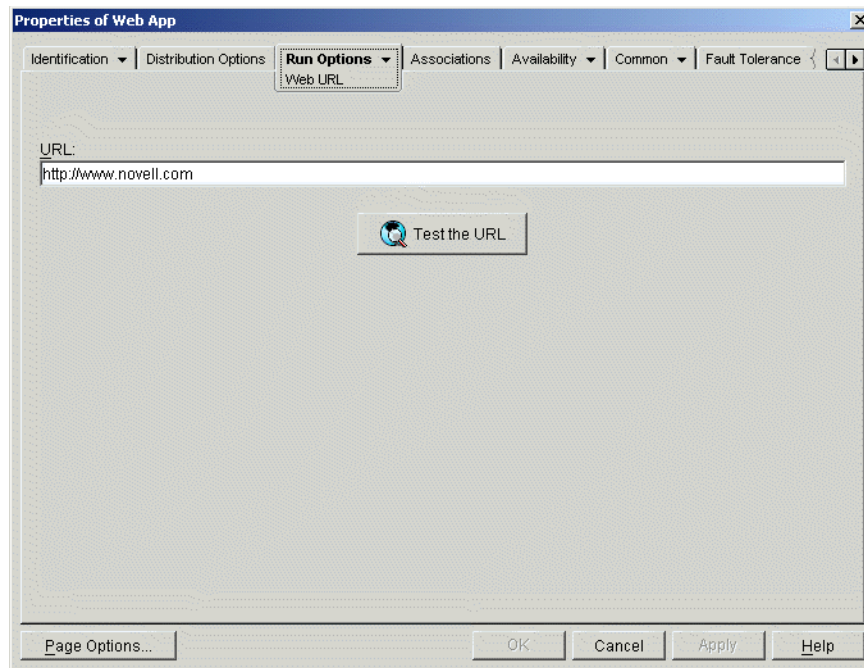 Properties of Web App
Identification Distribution Options Run Options Associations Availability Common Fault Tolerance
Web URL
URL:
http://www.novell.com
Test the URL
Page Options... OK Cancel Apply Help